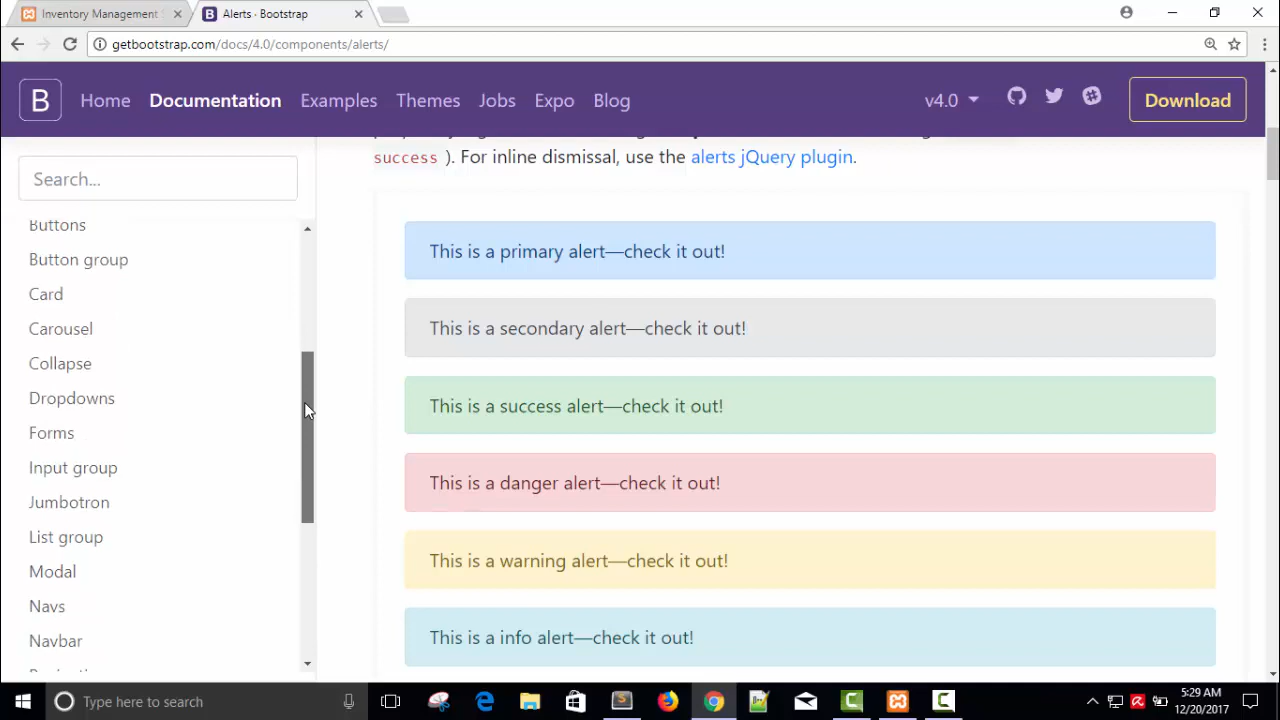 Inventory Management S
Alerts · Bootstrap
getbootstrap.com/docs/4.0/components/alerts/
B
Home
Documentation
Examples
Themes
Jobs
Expo
Blog
v4.0
Download
Search...
Buttons
Button group
Card
Carousel
Collapse
Dropdowns
Forms
Input group
Jumbotron
List group
Modal
Navs
Navbar
success ). For inline dismissal, use the alerts jQuery plugin.
This is a primary alert—check it out!
This is a secondary alert—check it out!
This is a success alert—check it out!
This is a danger alert—check it out!
This is a warning alert—check it out!
This is a info alert—check it out!
Type here to search
5:29 AM
12/20/2017